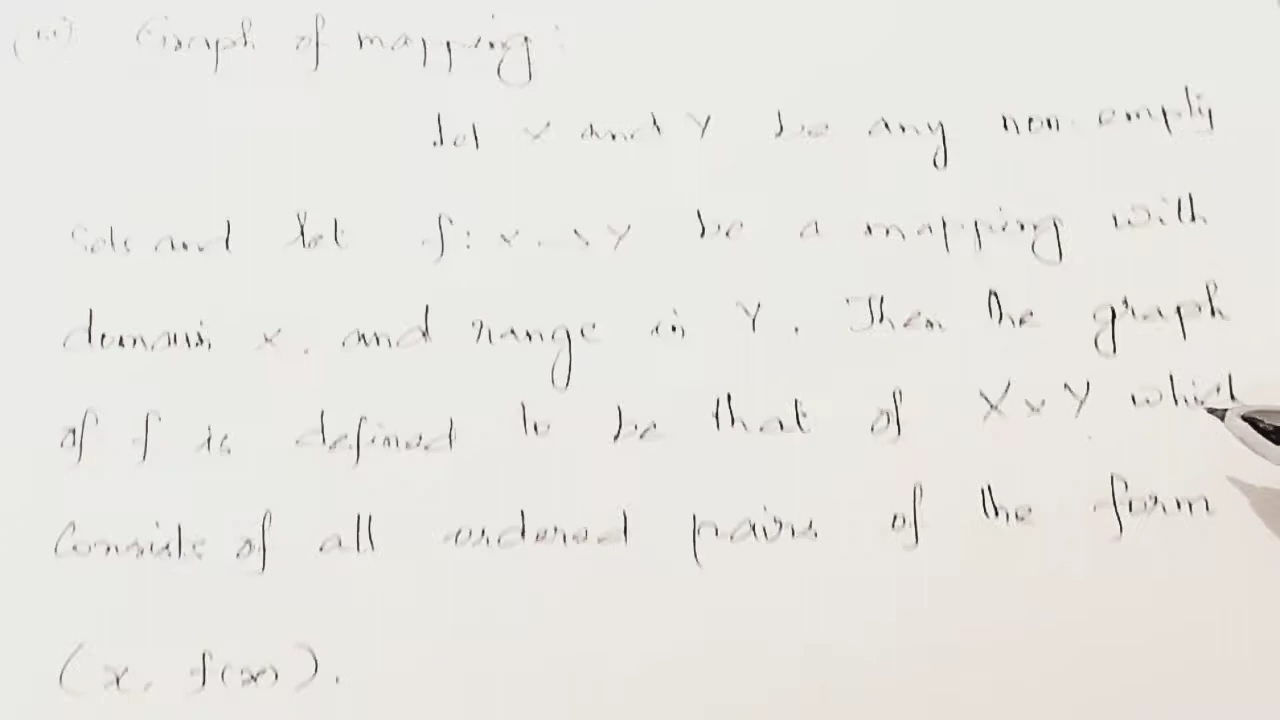 (iii) Graph of mapping:
Let X and Y be any non-empty
sets and let f: X → Y be a mapping with
domain X, and range in Y. Then the graph
of f is defined to be that of X x Y which
Consists of all ordered pairs of the form
(x, f(x)).